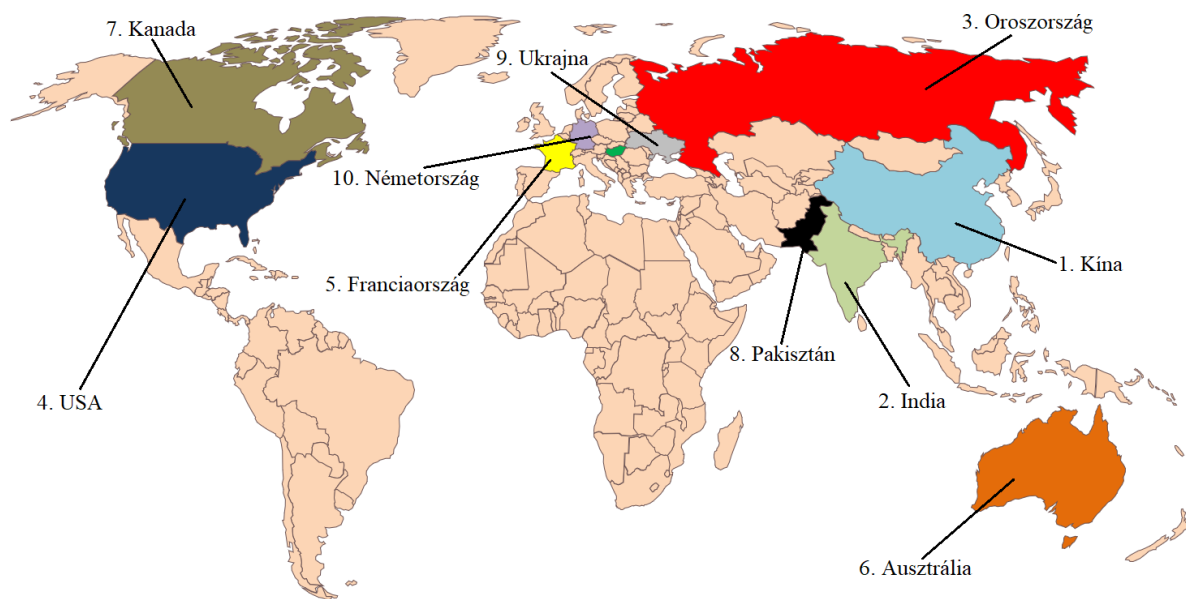 7. Kanada
3. Oroszország
9. Ukrajna
10. Németország
5. Franciaország
1. Kína
8. Pakisztán
4. USA
2. India
6. Ausztrália